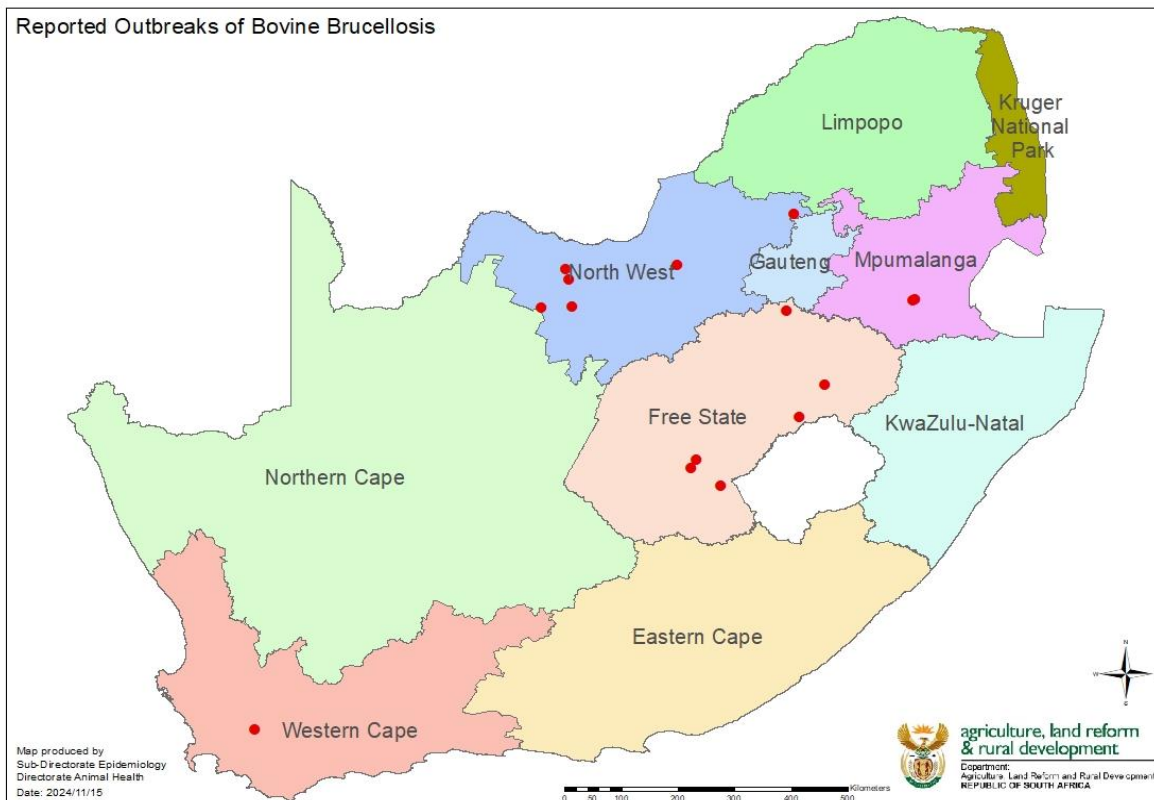 Reported Outbreaks of Bovine Brucellosis
Limpopo
Kruger
National
Park
North West
Gauteng
Mpumalanga
Free State
KwaZulu-Natal
Northern Cape
Eastern Cape
Western Cape
N
W
S
Map produced by
Sub-Directorate Epidemiology
Directorate Animal Health
Date: 2024/11/15
Kilometers
0 50 100 200 300 400 500
agriculture, land reform
& rural development
Department:
Agriculture, Land Reform and Rural Development
REPUBLIC OF SOUTH AFRICA